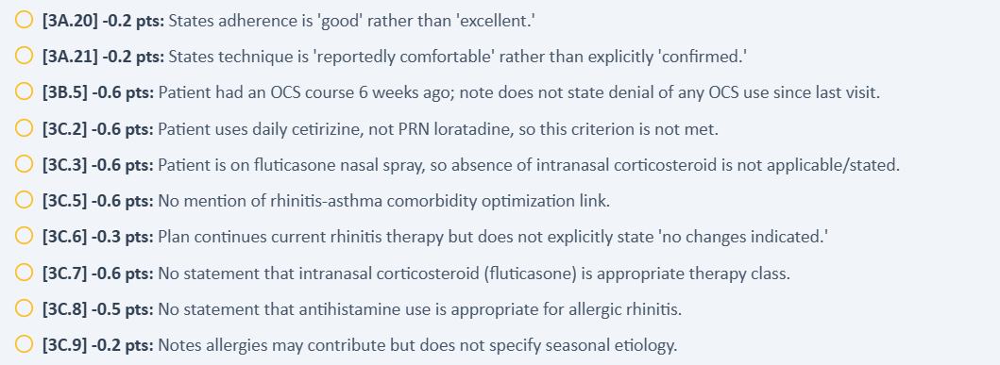 [3A.20] -0.2 pts: States adherence is 'good' rather than 'excellent.'
[3A.21] -0.2 pts: States technique is 'reportedly comfortable' rather than explicitly 'confirmed.'
[3B.5] -0.6 pts: Patient had an OCS course 6 weeks ago; note does not state denial of any OCS use since last visit.
[3C.2] -0.6 pts: Patient uses daily cetirizine, not PRN loratadine, so this criterion is not met.
[3C.3] -0.6 pts: Patient is on fluticasone nasal spray, so absence of intranasal corticosteroid is not applicable/stated.
[3C.5] -0.6 pts: No mention of rhinitis-asthma comorbidity optimization link.
[3C.6] -0.3 pts: Plan continues current rhinitis therapy but does not explicitly state 'no changes indicated.'
[3C.7] -0.6 pts: No statement that intranasal corticosteroid (fluticasone) is appropriate therapy class.
[3C.8] -0.5 pts: No statement that antihistamine use is appropriate for allergic rhinitis.
[3C.9] -0.2 pts: Notes allergies may contribute but does not specify seasonal etiology.